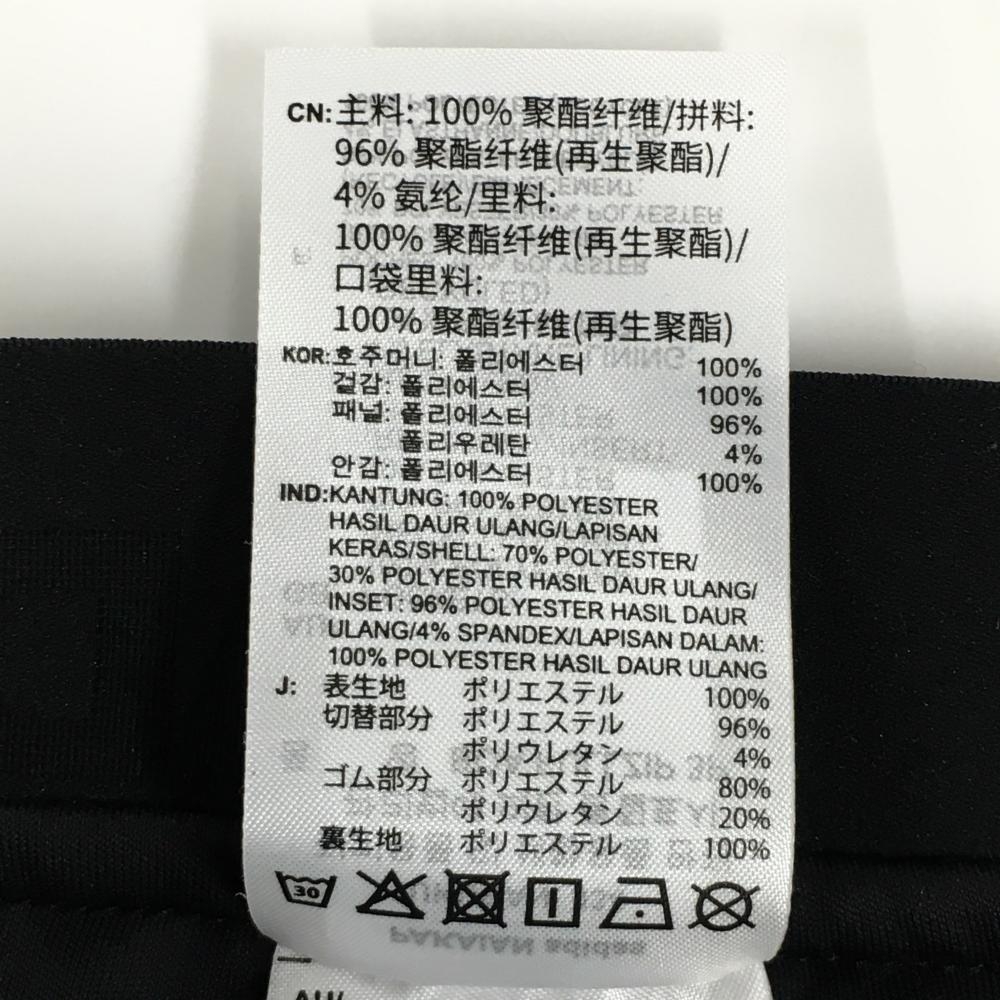 CN:主料: 100% 聚酯纤维/拼料:
96% 聚酯纤维(再生聚酯)/
4% 氨纶/里料:
100% 聚酯纤维(再生聚酯)/
口袋里料:
100% 聚酯纤维(再生聚酯)
KOR:호주머니: 폴리에스터 100%
겉감: 폴리에스터 100%
패널: 폴리에스터 96%
폴리우레탄 4%
안감: 폴리에스터 100%
IND:KANTUNG: 100% POLYESTER
HASIL DAUR ULANG/LAPISAN
KERAS/SHELL: 70% POLYESTER/
30% POLYESTER HASIL DAUR ULANG/
INSET: 96% POLYESTER HASIL DAUR
ULANG/4% SPANDEX/LAPISAN DALAM:
100% POLYESTER HASIL DAUR ULANG
J: 表生地 ポリエステル 100%
切替部分 ポリエステル 96%
ポリウレタン 4%
ゴム部分 ポリエステル 80%
ポリウレタン 20%
裏生地 ポリエステル 100%
30